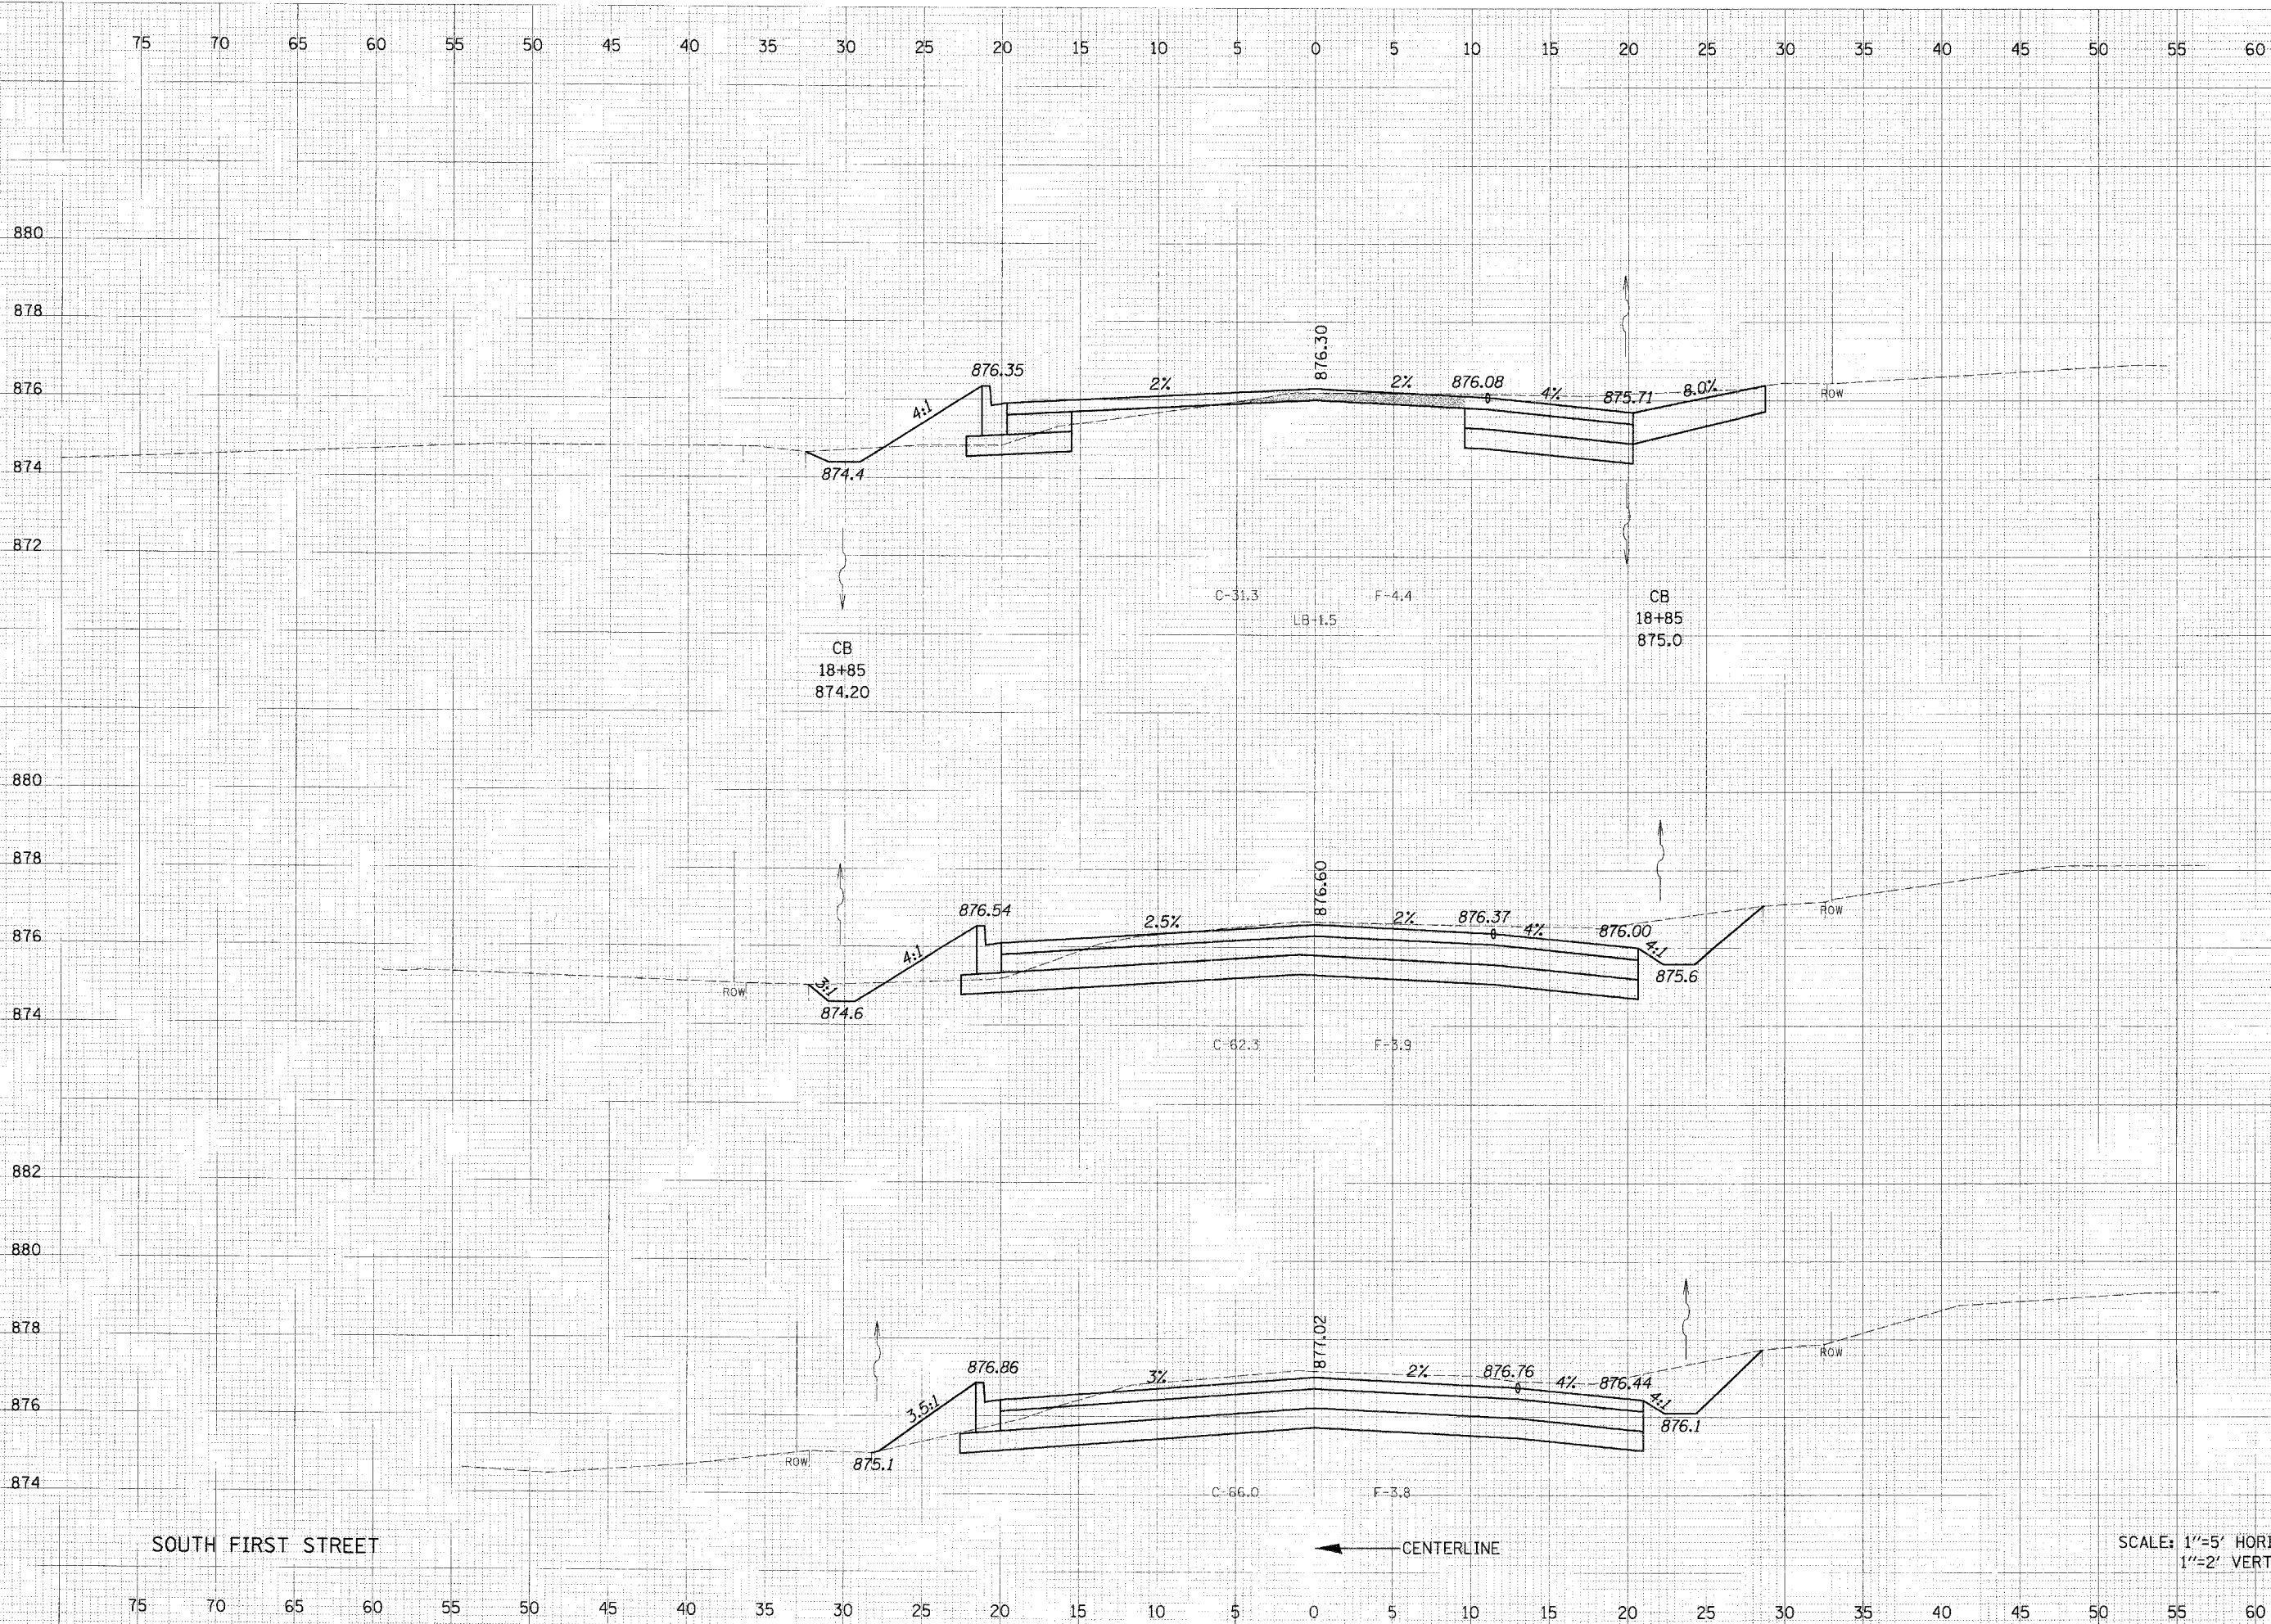 75 70 65 60 55 50 45 40 35 30 25 20 15 10 5 0 5 10 15 20 25 30 35 40 45 50 55 60
880
878
876.30
876.35
876
2%
2%
876.08
4%
875.71
8.0%
ROW
4:1
874
874.4
872
C-31.3
F-4.4
LB-1.5
CB
18+85
875.0
CB
18+85
874.20
880
878
876.60
876.54
876
2.5%
2%
876.37
4%
876.00
ROW
4:1
4:1
875.6
3:1
ROW
874
874.6
C-62.3
F-3.9
882
880
878
877.02
ROW
876.86
3%
2%
876.76
4%
876.44
3.5:1
4:1
876
876.1
ROW
875.1
874
C-66.0
F-3.8
SOUTH FIRST STREET
CENTERLINE
SCALE: 1"=5' HORI
1"=2' VERT
75 70 65 60 55 50 45 40 35 30 25 20 15 10 5 0 5 10 15 20 25 30 35 40 45 50 55 60